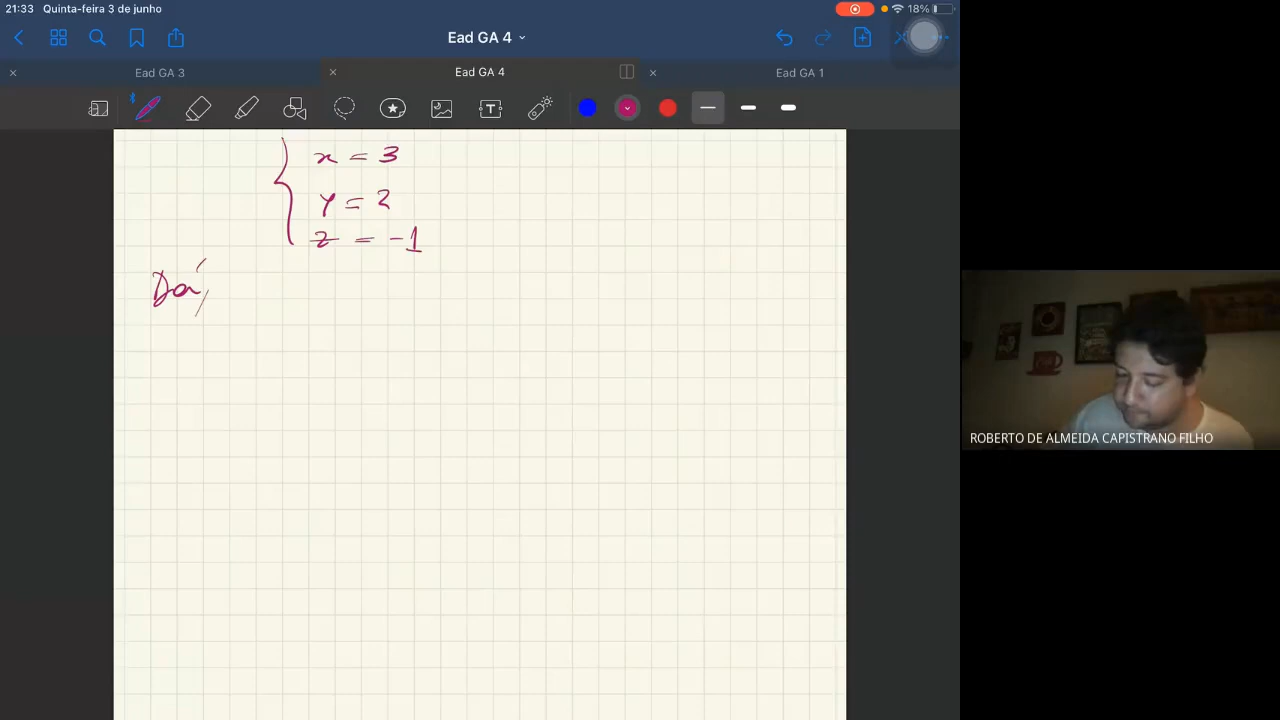 21:33 Quinta-feira 3 de junho 18%
Ead GA 4
Ead GA 3 Ead GA 4 Ead GA 1
T
x = 3
y = 2
z = -1
Daí,
ROBERTO DE ALMEIDA CAPISTRANO FILHO